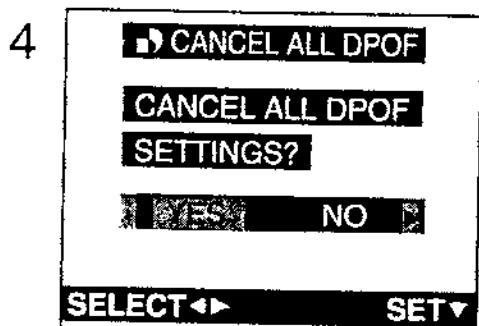 4
CANCEL ALL DPOF
CANCEL ALL DPOF
SETTINGS?
YES NO
SELECT◀▶ SET▼